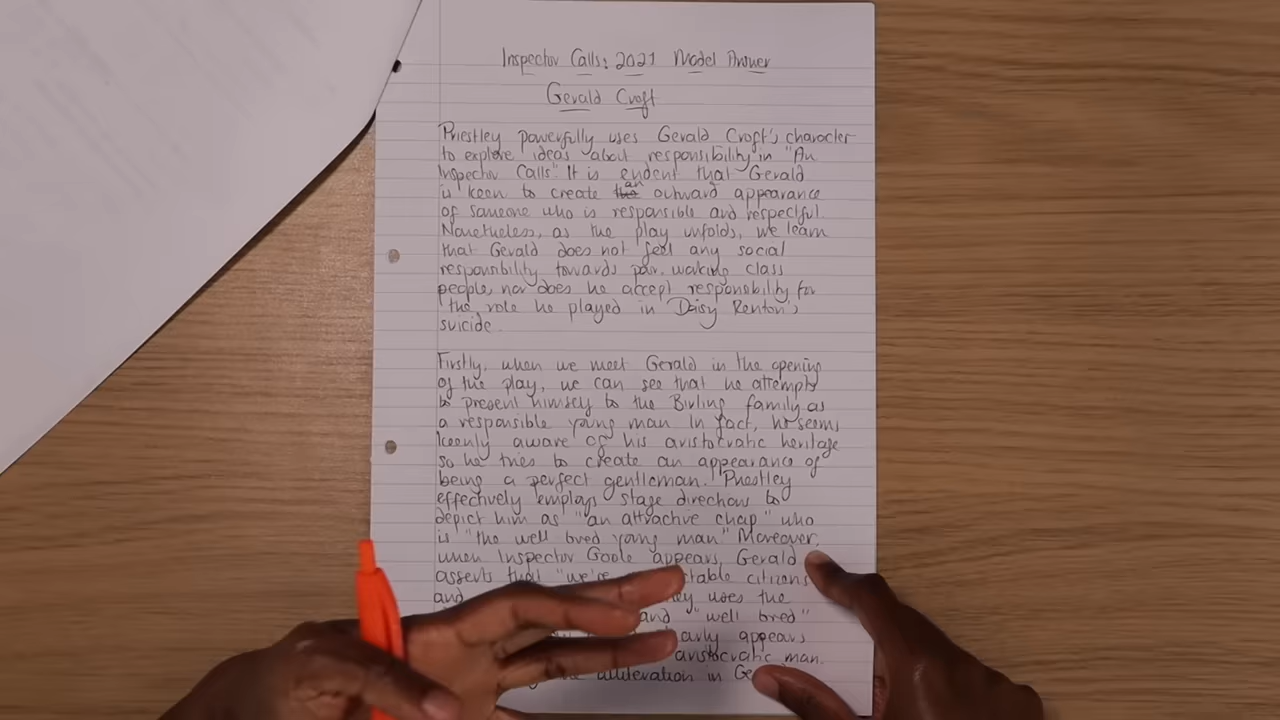 Inspector Calls: 2021 Model Answer
Gerald Croft
Priestley powerfully uses Gerald Croft's character
to explore ideas about responsibility in "An
Inspector Calls". It is evident that Gerald
is keen to create an outward appearance
of someone who is responsible and respectful.
Nonetheless, as the play unfolds, we learn
that Gerald does not feel any social
responsibility towards poor, working class
people, nor does he accept responsibility for
the role he played in Daisy Renton's
suicide.
Firstly, when we meet Gerald in the opening
of the play, we can see that he attempts
to present himself to the Birling family as
a responsible young man. In fact, he seems
keenly aware of his aristocratic heritage
so he tries to create an appearance of
being a perfect gentleman. Priestley
effectively employs stage directions to
depict him as "an attractive chap" who
is "the well bred young man" Moreover,
when Inspector Goole appears, Gerald
asserts that "we're citizens
and uses the
and "well bred"
appears
aristocratic man.
the alliteration in